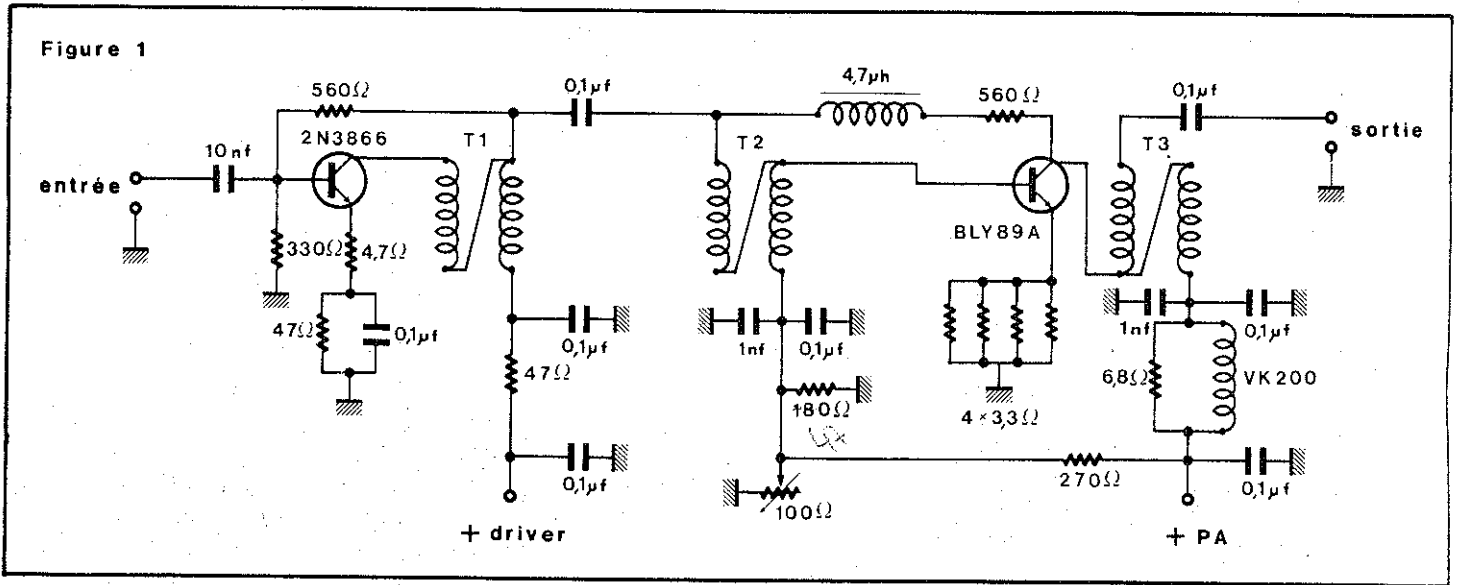 Figure 1
560Ω
0,1µf
4,7µh
560Ω
0,1µf
2N3866
T1
T2
T3
sortie
10nf
entrée
330Ω
4,7Ω
BLY89A
47Ω
0,1µf
0,1µf
1nf
0,1µf
1nf
0,1µf
47Ω
6,8Ω
VK200
180Ω
4×3,3Ω
0,1µf
270Ω
0,1µf
100Ω
+ driver
+ PA